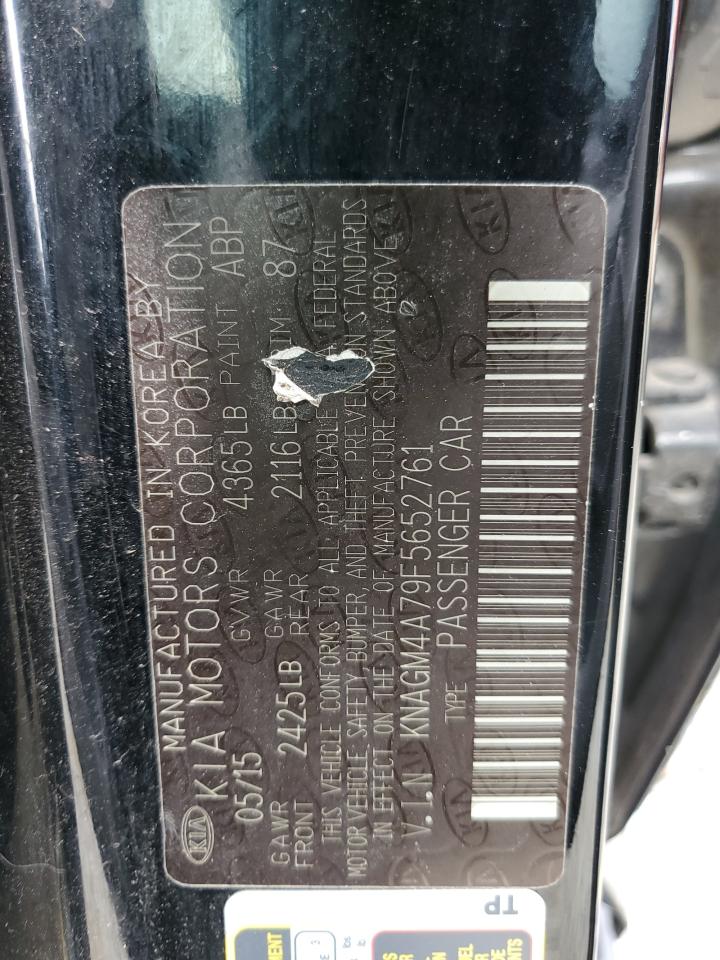 MANUFACTURED IN KOREA BY
KIA KIA MOTORS CORPORATION
05/15 GVWR 4365LB PAINT ABP
GAWR FRONT 2425LB GAWR REAR 2116LB 87
THIS VEHICLE CONFORMS TO ALL APPLICABLE FEDERAL
MOTOR VEHICLE SAFETY, BUMPER, AND THEFT PREVENTION STANDARDS
IN EFFECT ON THE DATE OF MANUFACTURE SHOWN ABOVE.
V.I.N KNAGM4A79F5652761
TYPE PASSENGER CAR
TP